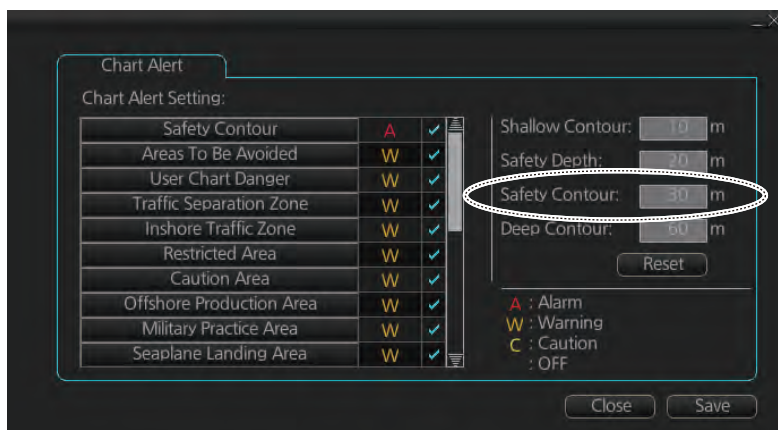 Chart Alert
Chart Alert Setting:
Safety Contour A
Areas To Be Avoided W
User Chart Danger W
Traffic Separation Zone W
Inshore Traffic Zone W
Restricted Area W
Caution Area W
Offshore Production Area W
Military Practice Area W
Seaplane Landing Area W
Shallow Contour: 10 m
Safety Depth: 20 m
Safety Contour: 30 m
Deep Contour: 60 m
Reset
A : Alarm
W : Warning
C : Caution
: OFF
Close Save